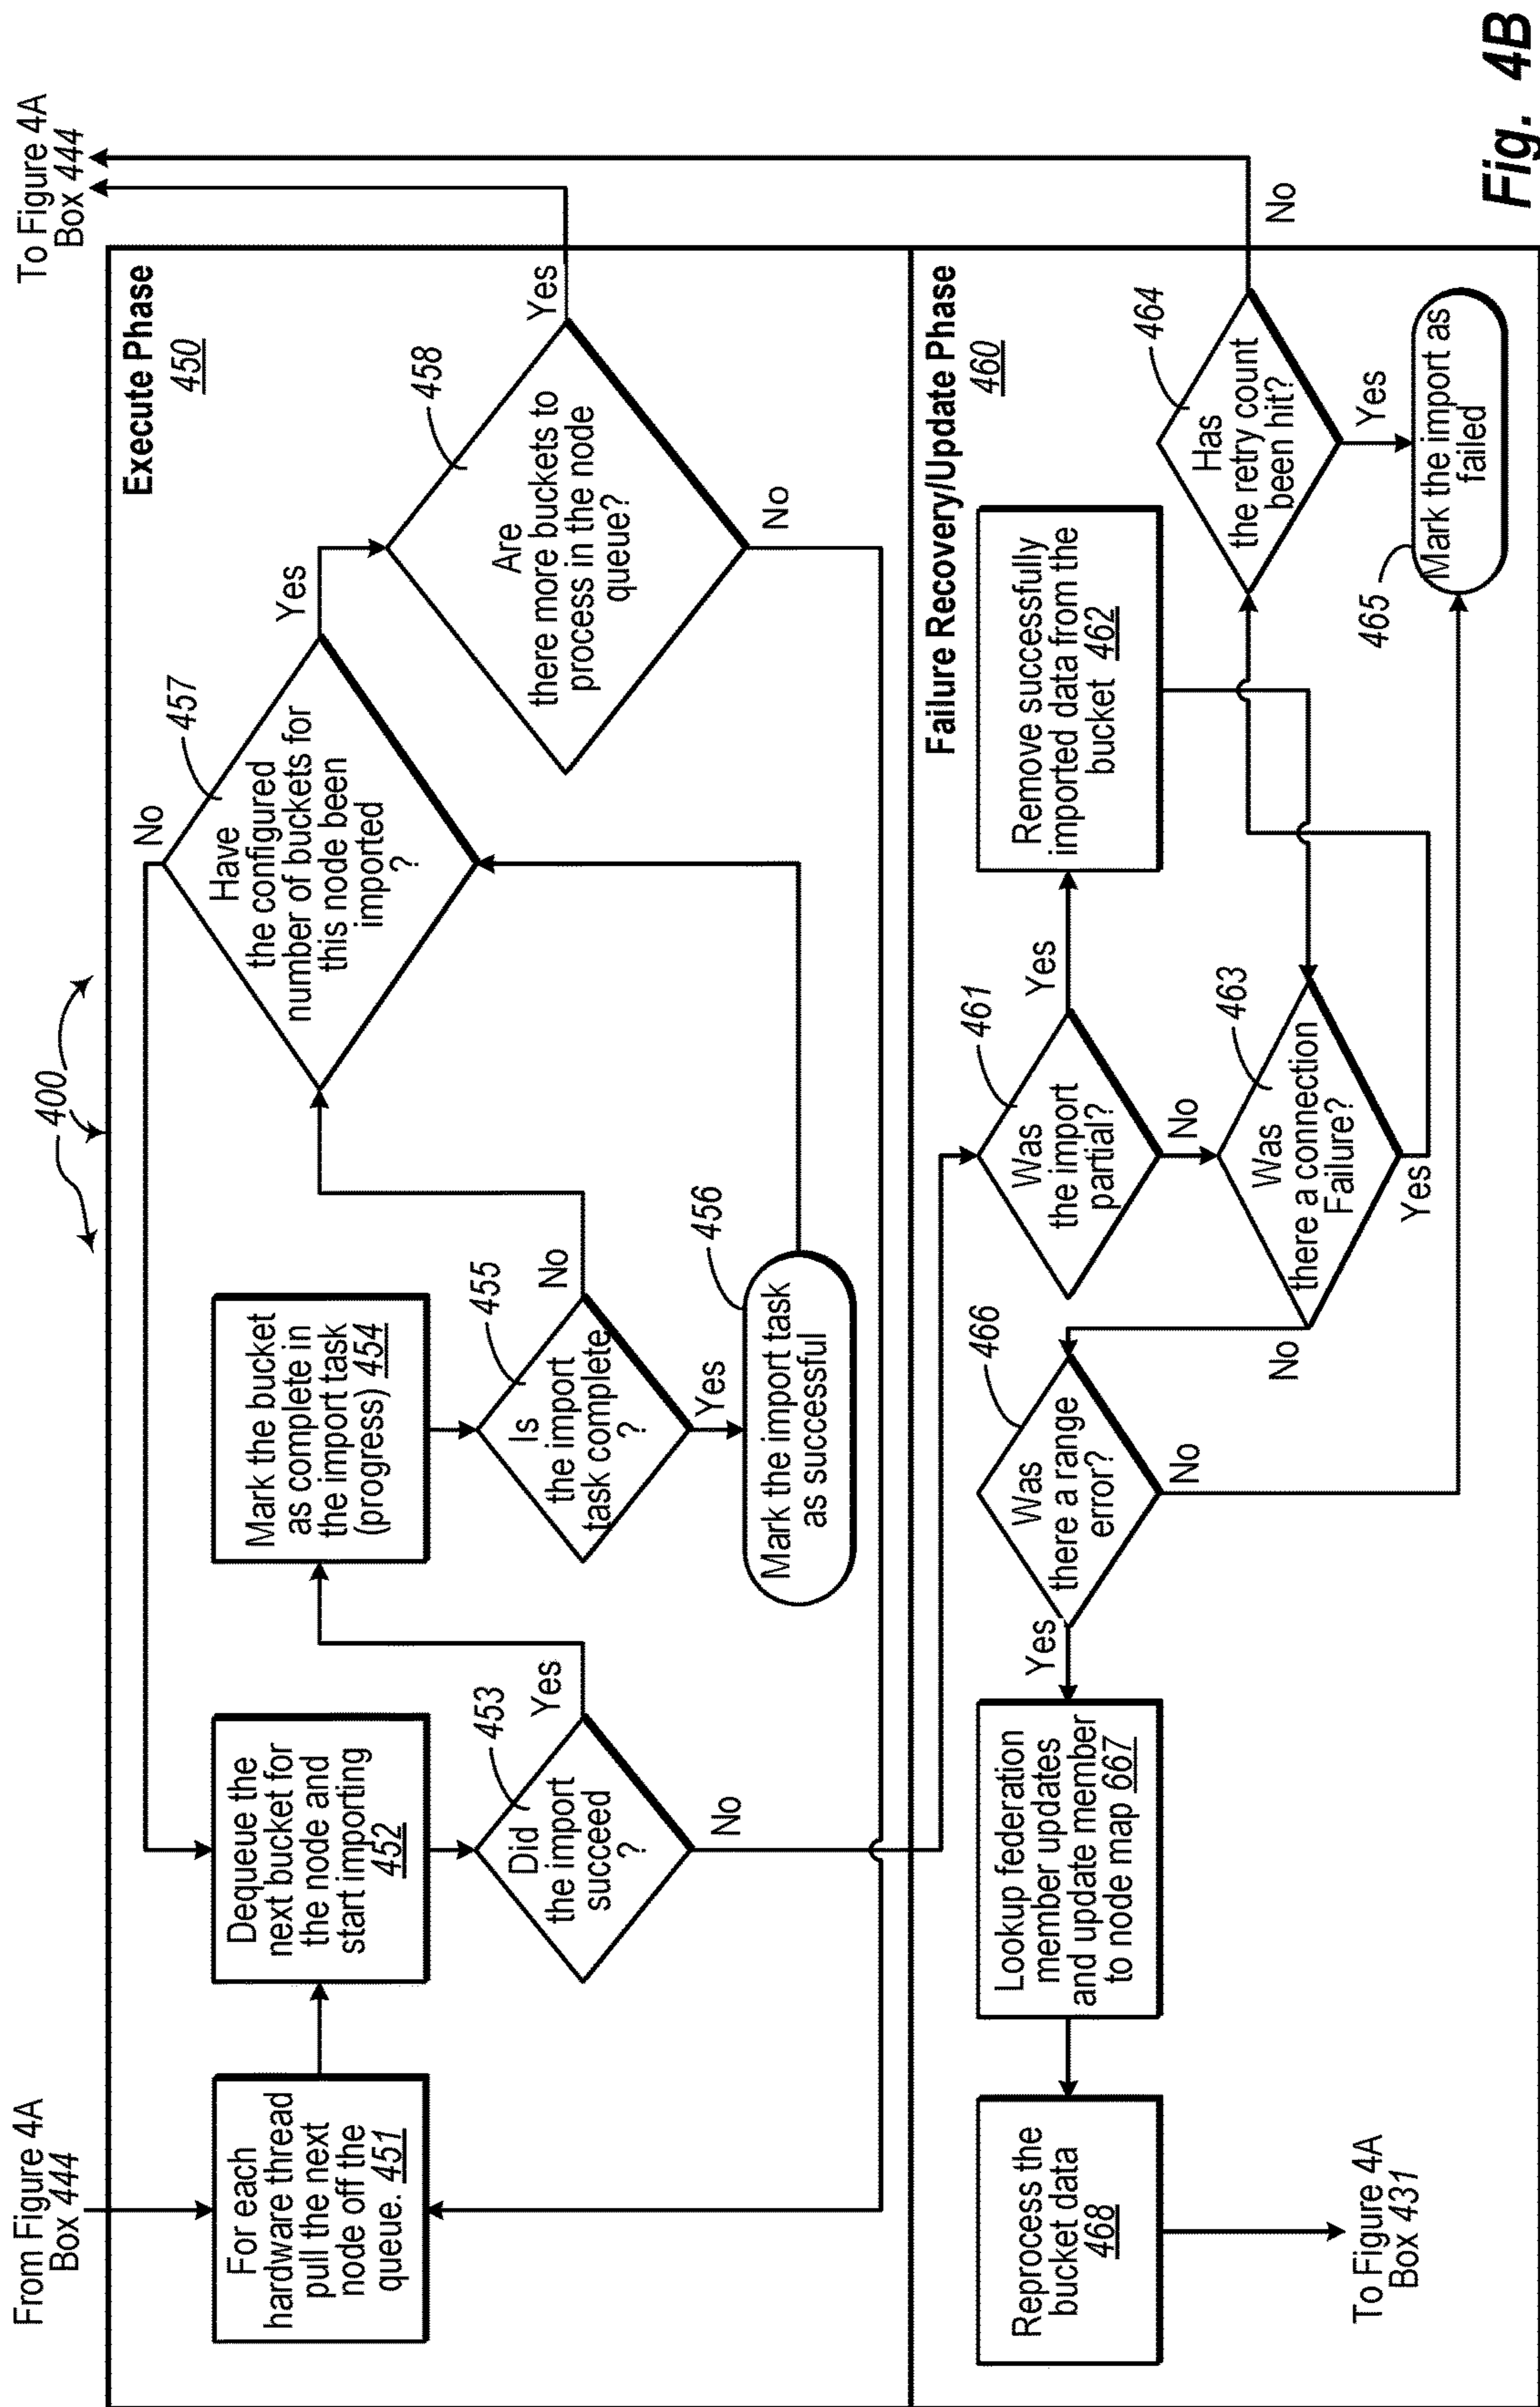 From Figure 4A
Box 444
To Figure 4A
Box 444
400
Execute Phase
450
For each
hardware thread
pull the next
node off the
queue. 451
Dequeue the
next bucket for
the node and
start importing
452
453
Did
the import
succeed
?
Yes
No
Mark the bucket
as complete in
the import task
(progress) 454
455
Is
the import
task complete
?
No
Yes
456
Mark the import task
as successful
457
Have
the configured
number of buckets for
this node been
imported
?
No
Yes
458
Are
there more buckets to
process in the node
queue?
Yes
No
Failure Recovery/Update Phase
460
461
Was
the import
partial?
Yes
No
Remove successfully
imported data from the
bucket 462
463
Was
there a connection
Failure?
Yes
No
464
Has
the retry count
been hit?
No
Yes
465
Mark the import as
failed
466
Was
there a range
error?
Yes
No
Lookup federation
member updates
and update member
to node map 667
Reprocess the
bucket data
468
To Figure 4A
Box 431
Fig. 4B